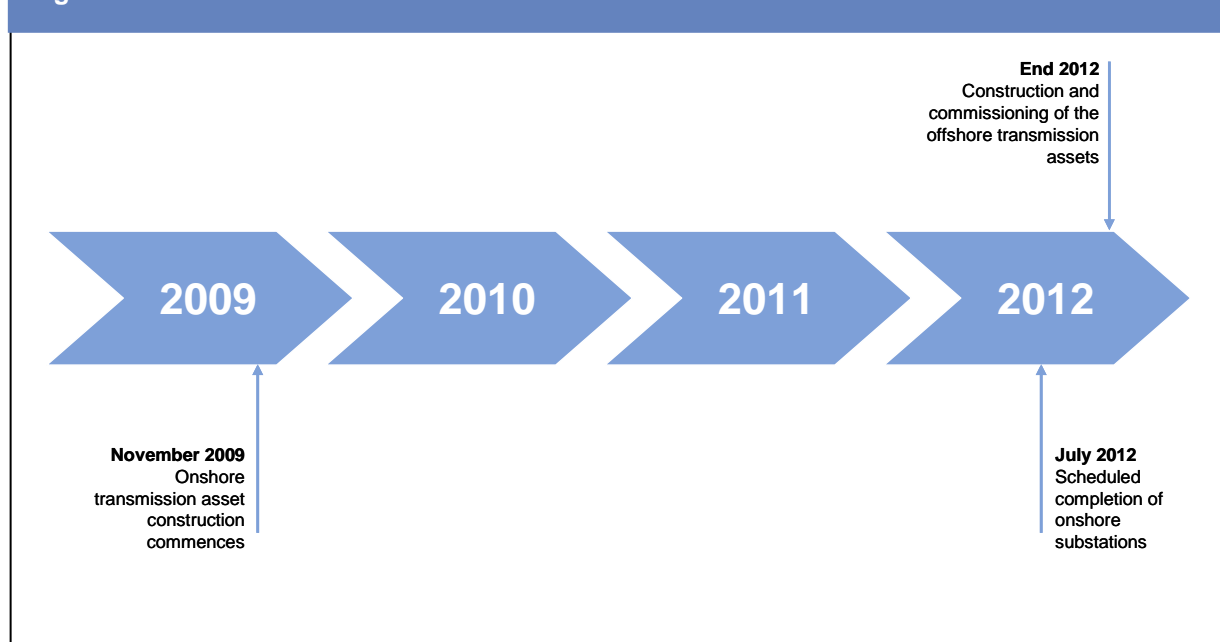 End 2012
Construction and
commissioning of the
offshore transmission
assets
2009
2010
2011
2012
November 2009
Onshore
transmission asset
construction
commences
July 2012
Scheduled
completion of
onshore
substations